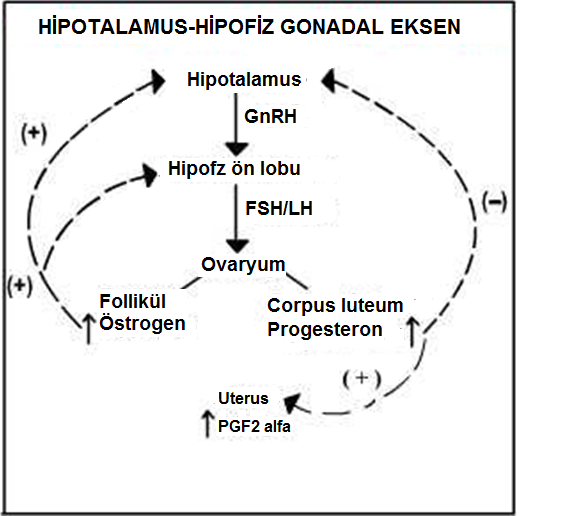 HİPOTALAMUS-HİPOFİZ GONADAL EKSEN
Hipotalamus
(+)
GnRH
Hipofz ön lobu
FSH/LH
(−)
Ovaryum
(+)
Follikül
Östrogen
Corpus luteum
Progesteron
(+)
Uterus
PGF2 alfa